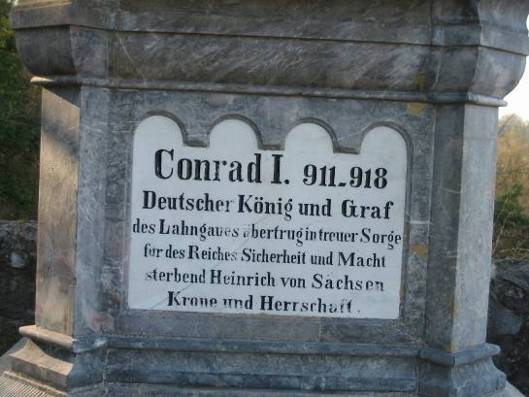 Conrad I. 911-918
Deutscher König und Graf
des Lahngaues übertrug in treuer Sorge
für des Reiches Sicherheit und Macht
sterbend Heinrich von Sachsen
Krone und Herrschaft.